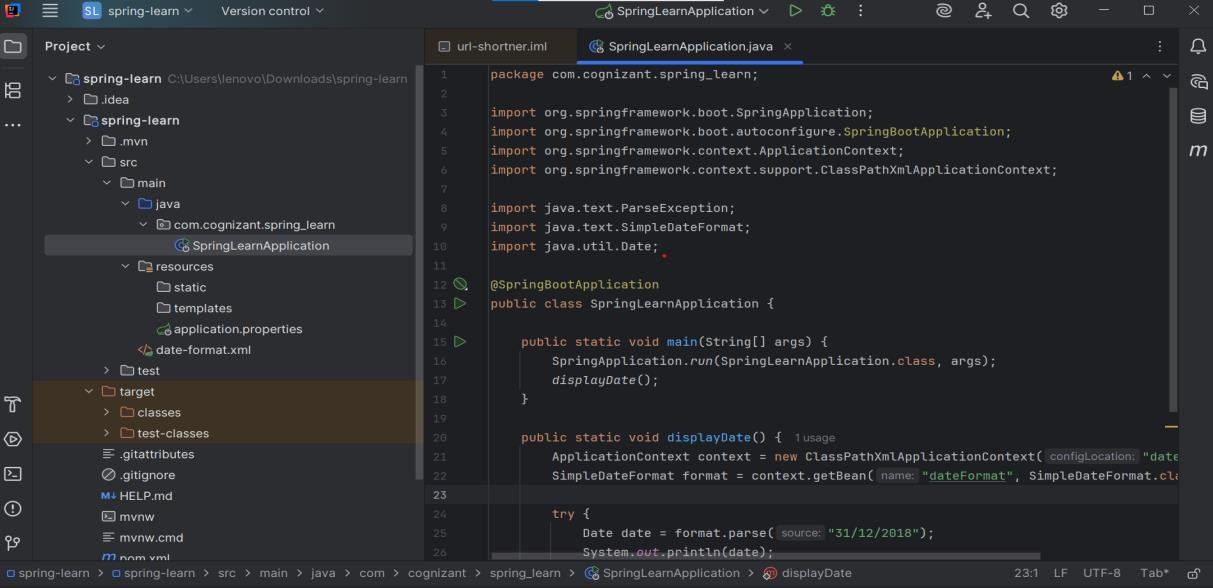 SL spring-learn Version control SpringLearnApplication
Project
url-shortner.iml SpringLearnApplication.java
spring-learn C:\Users\lenovo\Downloads\spring-learn
.idea
spring-learn
.mvn
src
main
java
com.cognizant.spring_learn
SpringLearnApplication
resources
static
templates
application.properties
date-format.xml
test
target
classes
test-classes
.gitattributes
.gitignore
HELP.md
mvnw
mvnw.cmd
pom.xml
1 package com.cognizant.spring_learn;
2
3 import org.springframework.boot.SpringApplication;
4 import org.springframework.boot.autoconfigure.SpringBootApplication;
5 import org.springframework.context.ApplicationContext;
6 import org.springframework.context.support.ClassPathXmlApplicationContext;
7
8 import java.text.ParseException;
9 import java.text.SimpleDateFormat;
10 import java.util.Date;
11
12 @SpringBootApplication
13 public class SpringLearnApplication {
14
15 public static void main(String[] args) {
16 SpringApplication.run(SpringLearnApplication.class, args);
17 displayDate();
18 }
19
20 public static void displayDate() { 1 usage
21 ApplicationContext context = new ClassPathXmlApplicationContext( configLocation: "date
22 SimpleDateFormat format = context.getBean( name: "dateFormat", SimpleDateFormat.cla
23
24 try {
25 Date date = format.parse( source: "31/12/2018");
26 System.out.println(date);
1
m
spring-learn > spring-learn > src > main > java > com > cognizant > spring_learn > SpringLearnApplication > displayDate 23:1 LF UTF-8 Tab*